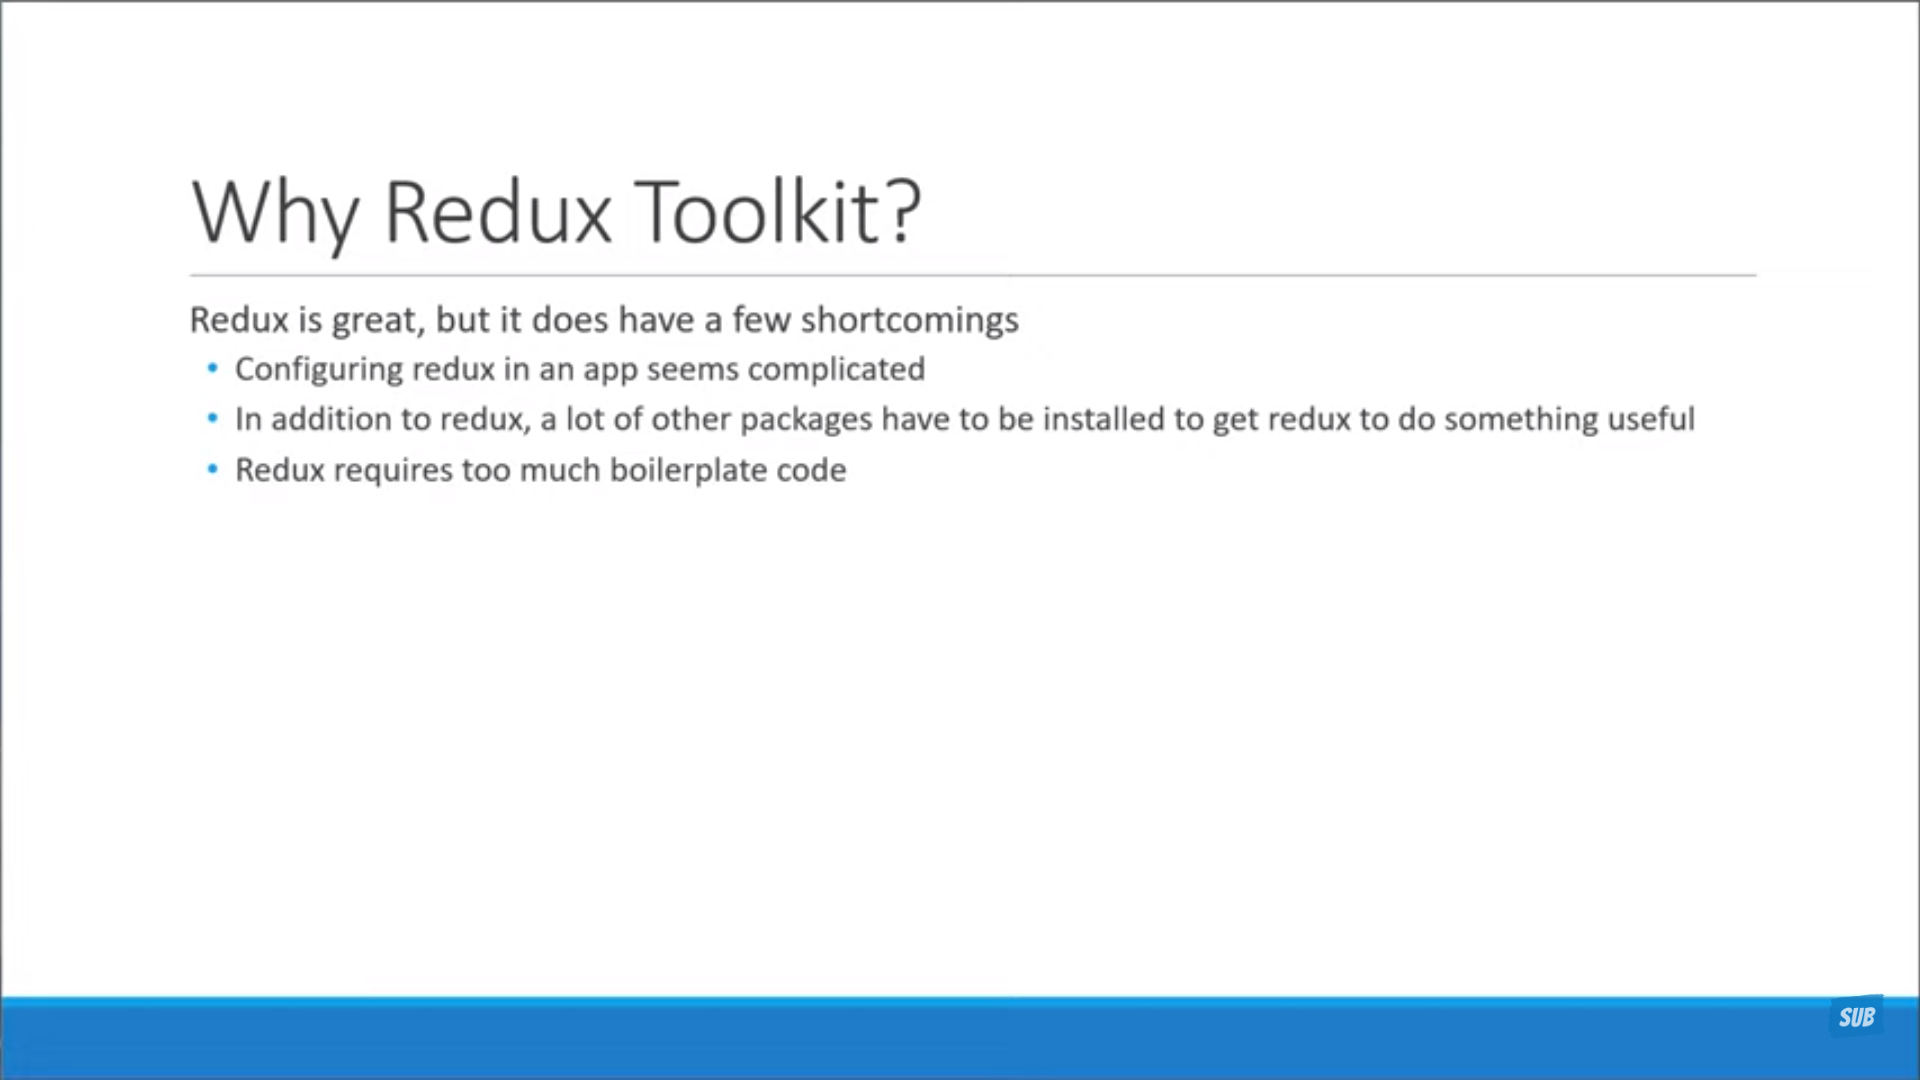 Why Redux Toolkit?
Redux is great, but it does have a few shortcomings
• Configuring redux in an app seems complicated
• In addition to redux, a lot of other packages have to be installed to get redux to do something useful
• Redux requires too much boilerplate code
SUB